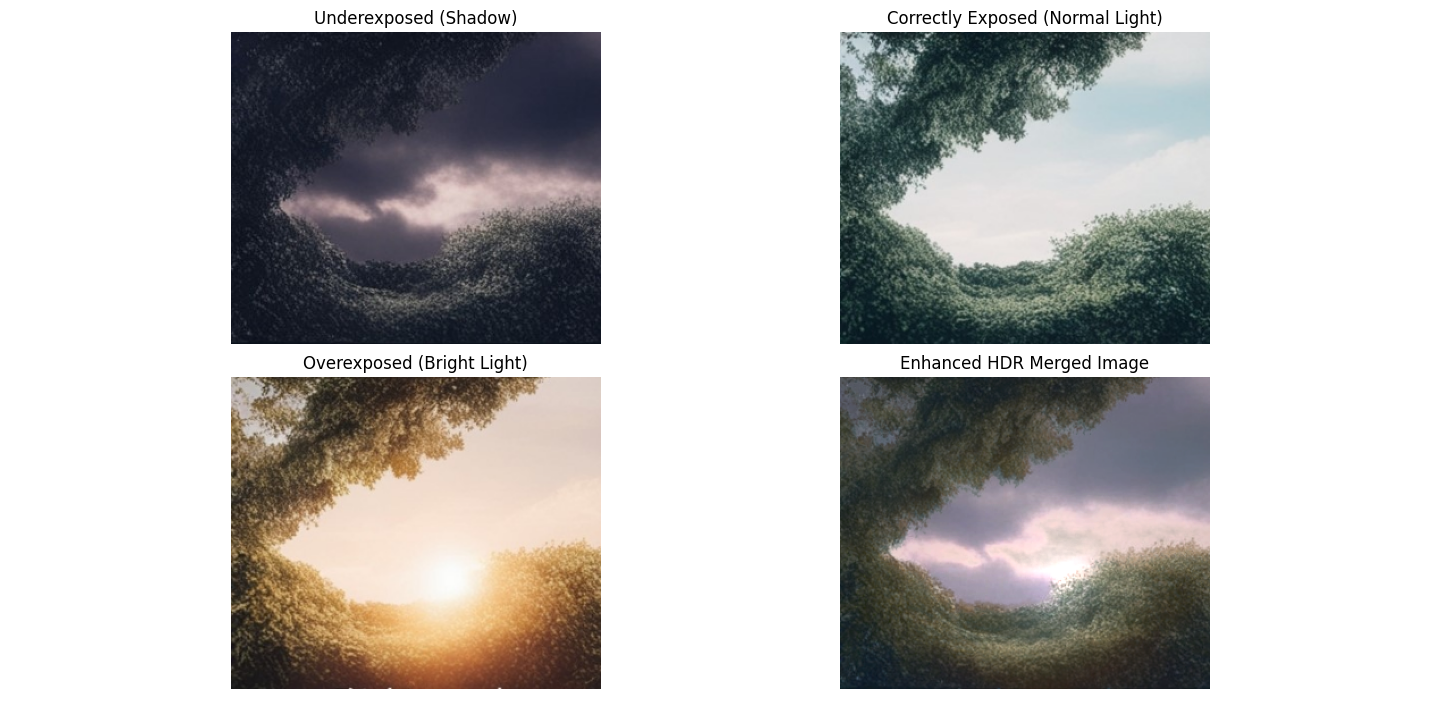 Underexposed (Shadow)
Correctly Exposed (Normal Light)
Overexposed (Bright Light)
Enhanced HDR Merged Image